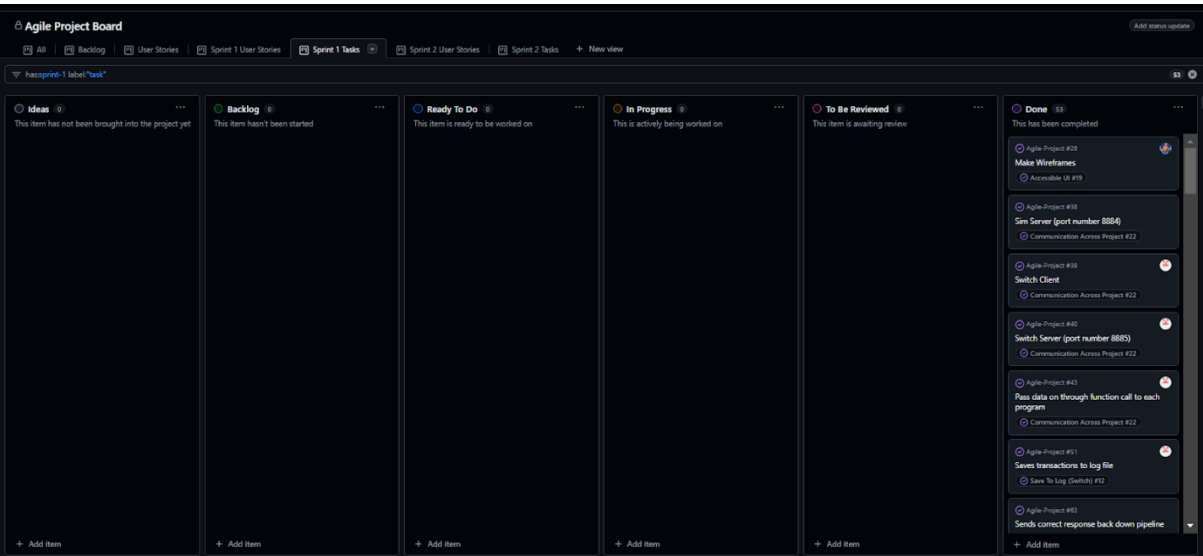 Agile Project Board
Add status update
All
Backlog
User Stories
Sprint 1 User Stories
Sprint 1 Tasks
Sprint 2 User Stories
Sprint 2 Tasks
+ New view
has:sprint-1 label:"task"
53
Ideas 0
This item has not been brought into the project yet
+ Add item
Backlog 0
This item hasn't been started
+ Add item
Ready To Do 0
This item is ready to be worked on
+ Add item
In Progress 0
This is actively being worked on
+ Add item
To Be Reviewed 0
This item is awaiting review
+ Add item
Done 53
This has been completed
Agile-Project #26
Make Wireframes
Accessible UI #19
Agile-Project #38
Sim Server (port number 8884)
Communication Across Project #22
Agile-Project #39
Switch Client
Communication Across Project #22
Agile-Project #40
Switch Server (port number 8885)
Communication Across Project #22
Agile-Project #43
Pass data on through function call to each
program
Communication Across Project #22
Agile-Project #51
Saves transactions to log file
Save To Log (Switch) #12
Agile-Project #63
Sends correct response back down pipeline
+ Add item